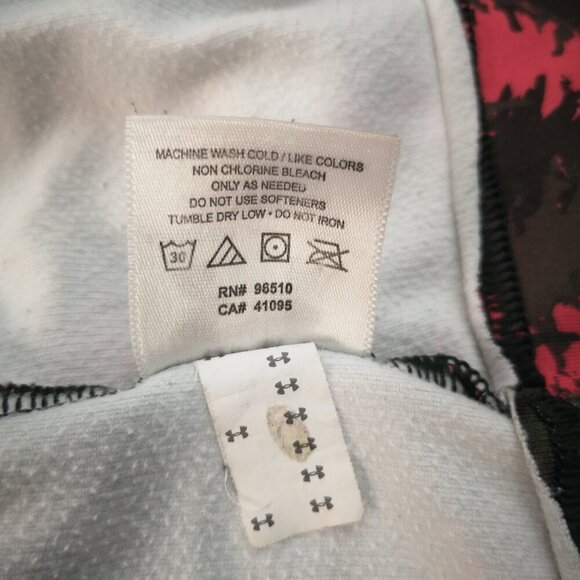 MACHINE WASH COLD / LIKE COLORS
NON CHLORINE BLEACH
ONLY AS NEEDED
DO NOT USE SOFTENERS
TUMBLE DRY LOW • DO NOT IRON
30
RN# 96510
CA# 41095